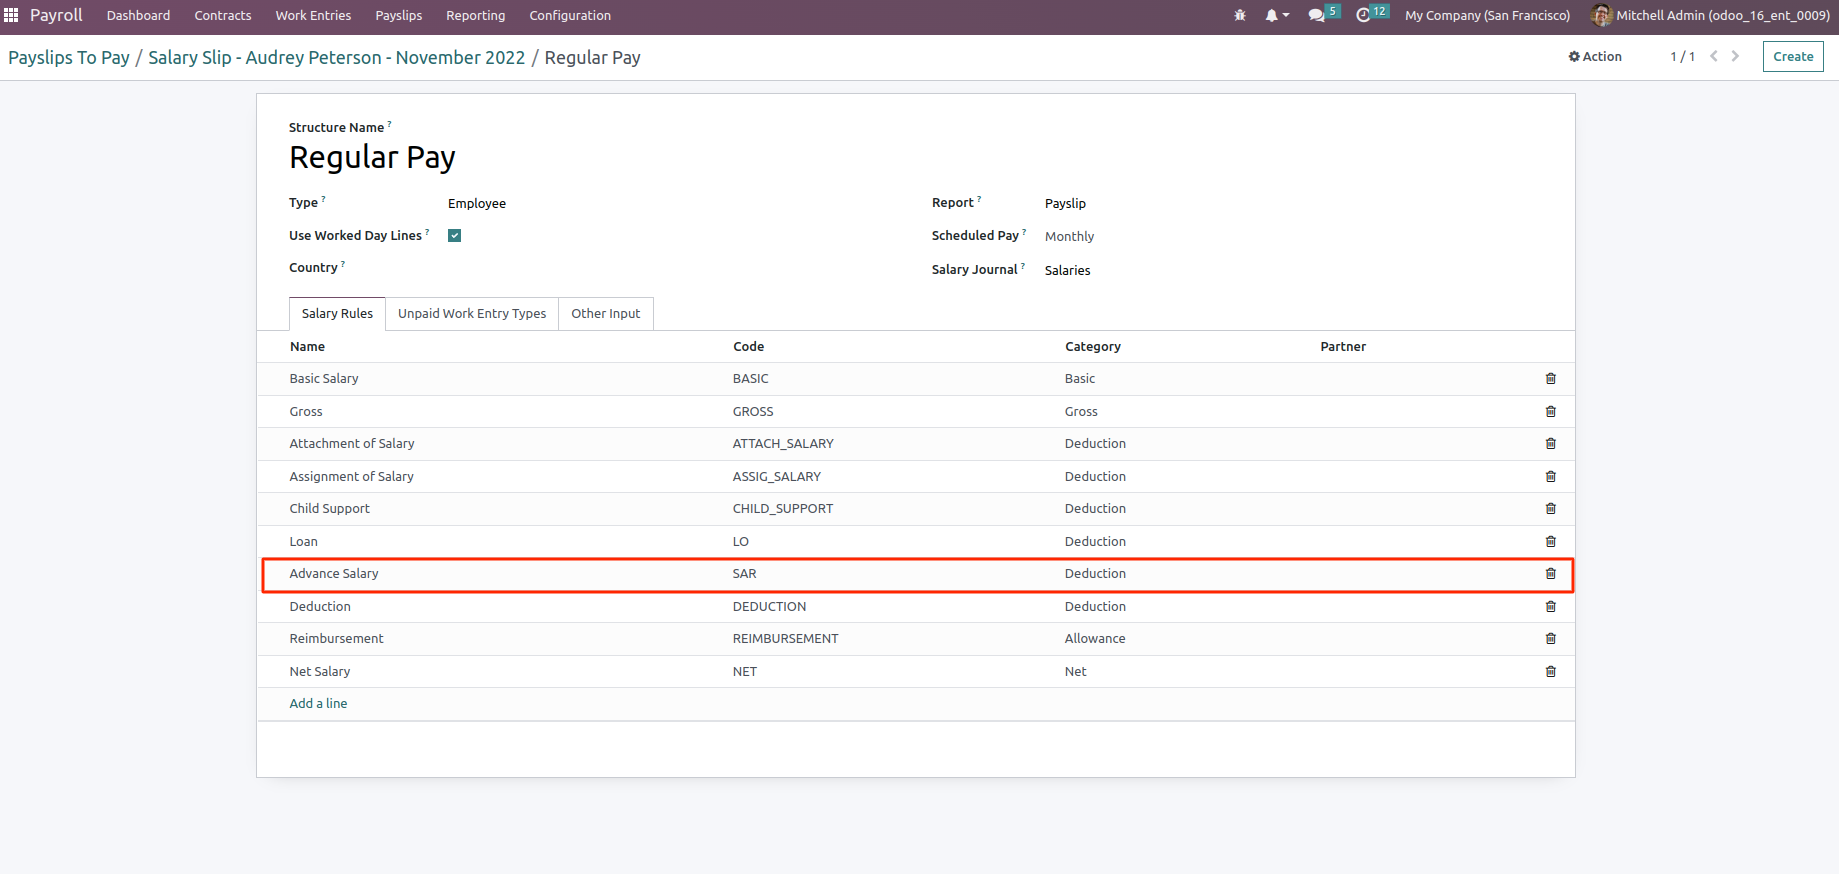 Payroll Dashboard Contracts Work Entries Payslips Reporting Configuration 5 12 My Company (San Francisco) Mitchell Admin (odoo_16_ent_0009)
Payslips To Pay / Salary Slip - Audrey Peterson - November 2022 / Regular Pay Action 1 / 1 Create
Structure Name ?
Regular Pay
Type ? Employee Report ? Payslip
Use Worked Day Lines ? Scheduled Pay ? Monthly
Country ? Salary Journal ? Salaries
Salary Rules Unpaid Work Entry Types Other Input
Name Code Category Partner
Basic Salary BASIC Basic
Gross GROSS Gross
Attachment of Salary ATTACH_SALARY Deduction
Assignment of Salary ASSIG_SALARY Deduction
Child Support CHILD_SUPPORT Deduction
Loan LO Deduction
Advance Salary SAR Deduction
Deduction DEDUCTION Deduction
Reimbursement REIMBURSEMENT Allowance
Net Salary NET Net
Add a line